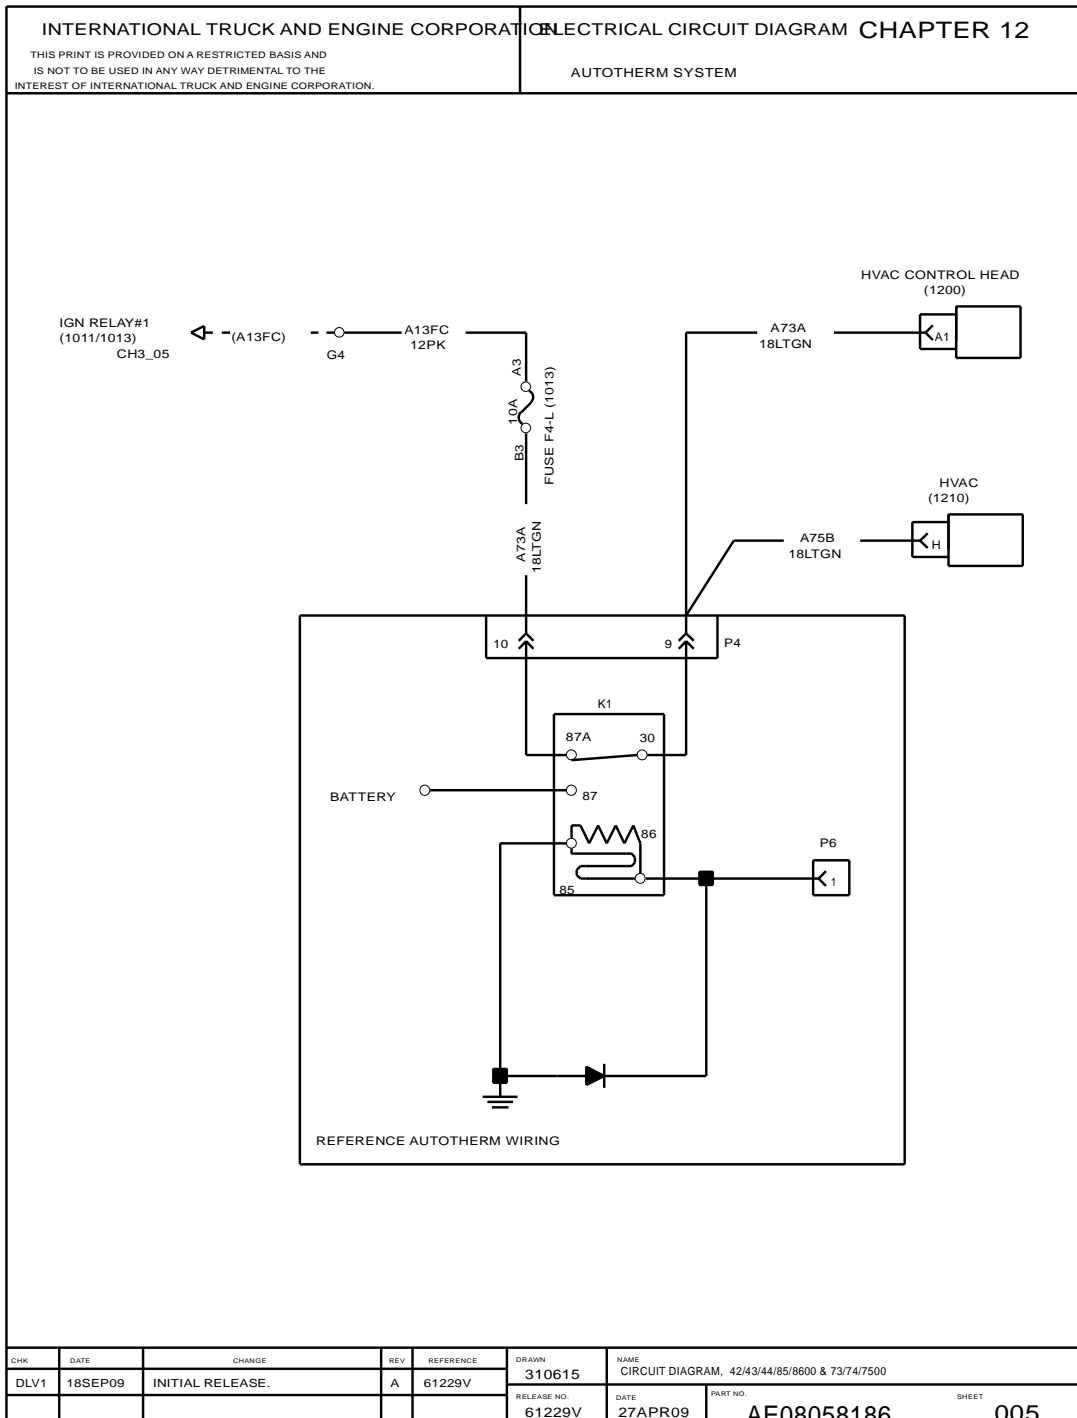 INTERNATIONAL TRUCK AND ENGINE CORPORATION
THIS PRINT IS PROVIDED ON A RESTRICTED BASIS AND
IS NOT TO BE USED IN ANY WAY DETRIMENTAL TO THE
INTEREST OF INTERNATIONAL TRUCK AND ENGINE CORPORATION.
ELECTRICAL CIRCUIT DIAGRAM CHAPTER 12
AUTOTHERM SYSTEM
HVAC CONTROL HEAD
(1200)
IGN RELAY#1
(1011/1013)
CH3_05
(A13FC)
G4
A13FC
12PK
A3
10A
B3
FUSE F4-L (1013)
A73A
18LTGN
A1
HVAC
(1210)
A75B
18LTGN
H
A73A
18LTGN
10
9
P4
K1
87A
30
BATTERY
87
86
85
P6
1
REFERENCE AUTOTHERM WIRING
CHK DATE CHANGE REV REFERENCE
DLV1 18SEP09 INITIAL RELEASE. A 61229V
DRAWN
310615
NAME
CIRCUIT DIAGRAM, 42/43/44/85/8600 & 73/74/7500
RELEASE NO.
61229V
DATE
27APR09
PART NO.
AE08058186
SHEET
005